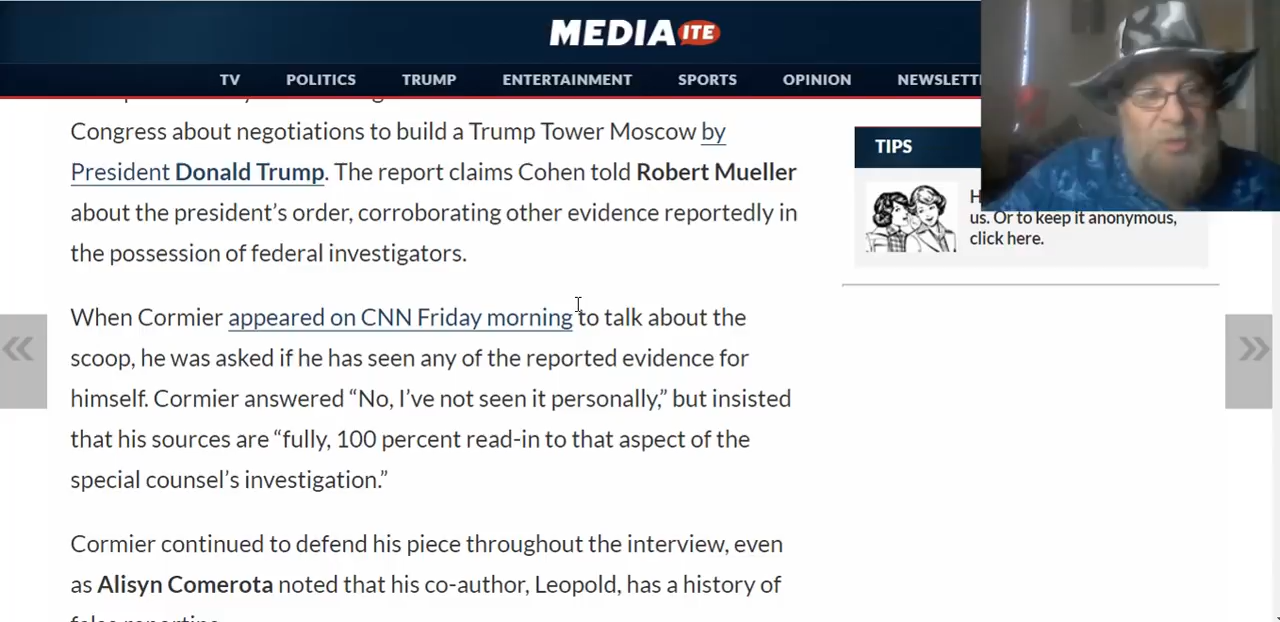 MEDIAITE
TV POLITICS TRUMP ENTERTAINMENT SPORTS OPINION NEWSLETT
Congress about negotiations to build a Trump Tower Moscow by
President Donald Trump. The report claims Cohen told Robert Mueller
about the president’s order, corroborating other evidence reportedly in
the possession of federal investigators.
When Cormier appeared on CNN Friday morning to talk about the
scoop, he was asked if he has seen any of the reported evidence for
himself. Cormier answered “No, I’ve not seen it personally,” but insisted
that his sources are “fully, 100 percent read-in to that aspect of the
special counsel’s investigation.”
Cormier continued to defend his piece throughout the interview, even
as Alisyn Comerota noted that his co-author, Leopold, has a history of
false reporting.
TIPS
H
us. Or to keep it anonymous,
click here.